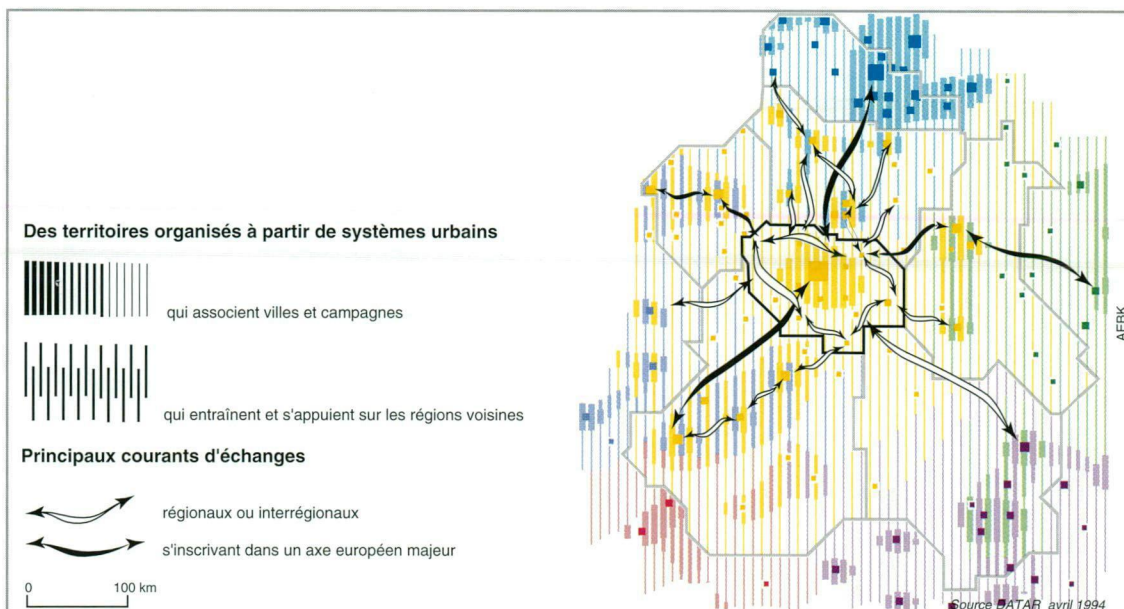 Des territoires organisés à partir de systèmes urbains
qui associent villes et campagnes
qui entraînent et s'appuient sur les régions voisines
Principaux courants d'échanges
régionaux ou interrégionaux
s'inscrivant dans un axe européen majeur
0 100 km
AEBK
Source DATAR avril 1994